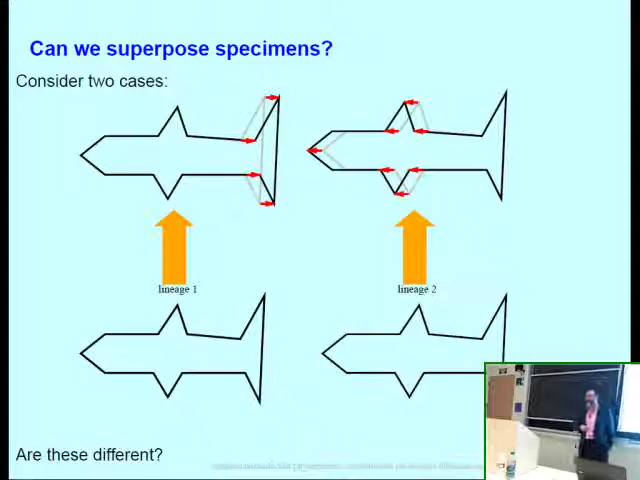 Can we superpose specimens?
Consider two cases:
lineage 1
lineage 2
Are these different?